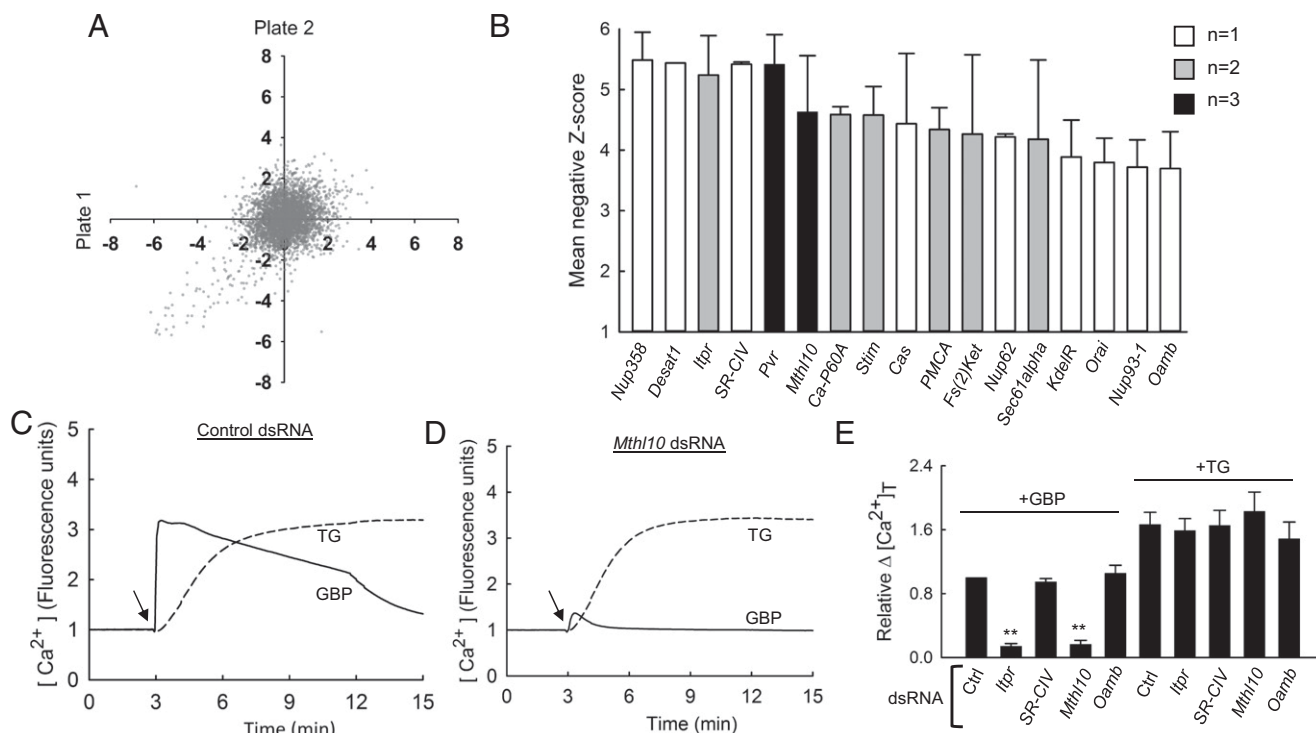 A
Plate 2
8
6
4
2
-8 -6 -4 -2 2 4 6 8
-2
-4
-6
-8
Plate 1
B
6
5
4
3
2
1
Mean negative Z-score
n=1
n=2
n=3
Nup358
Desat1
Itpr
SR-CIV
Pvr
Mthl10
Ca-P60A
Stim
Cas
PMCA
Fs(2)Ket
Nup62
Sec61alpha
KdelR
Orai
Nup93-1
Oamb
C
Control dsRNA
[ Ca2+ ] (Fluorescence units)
5
4
3
2
1
0
TG
GBP
0 3 6 9 12 15
Time (min)
D
Mthl10 dsRNA
[ Ca2+ ] (Fluorescence units)
5
4
3
2
1
0
TG
GBP
0 3 6 9 12 15
Time (min)
E
Relative Δ [Ca2+]T
2.4
1.6
0.8
0.0
+GBP
+TG
**
**
dsRNA
Ctrl
Itpr
SR-CIV
Mthl10
Oamb
Ctrl
Itpr
SR-CIV
Mthl10
Oamb